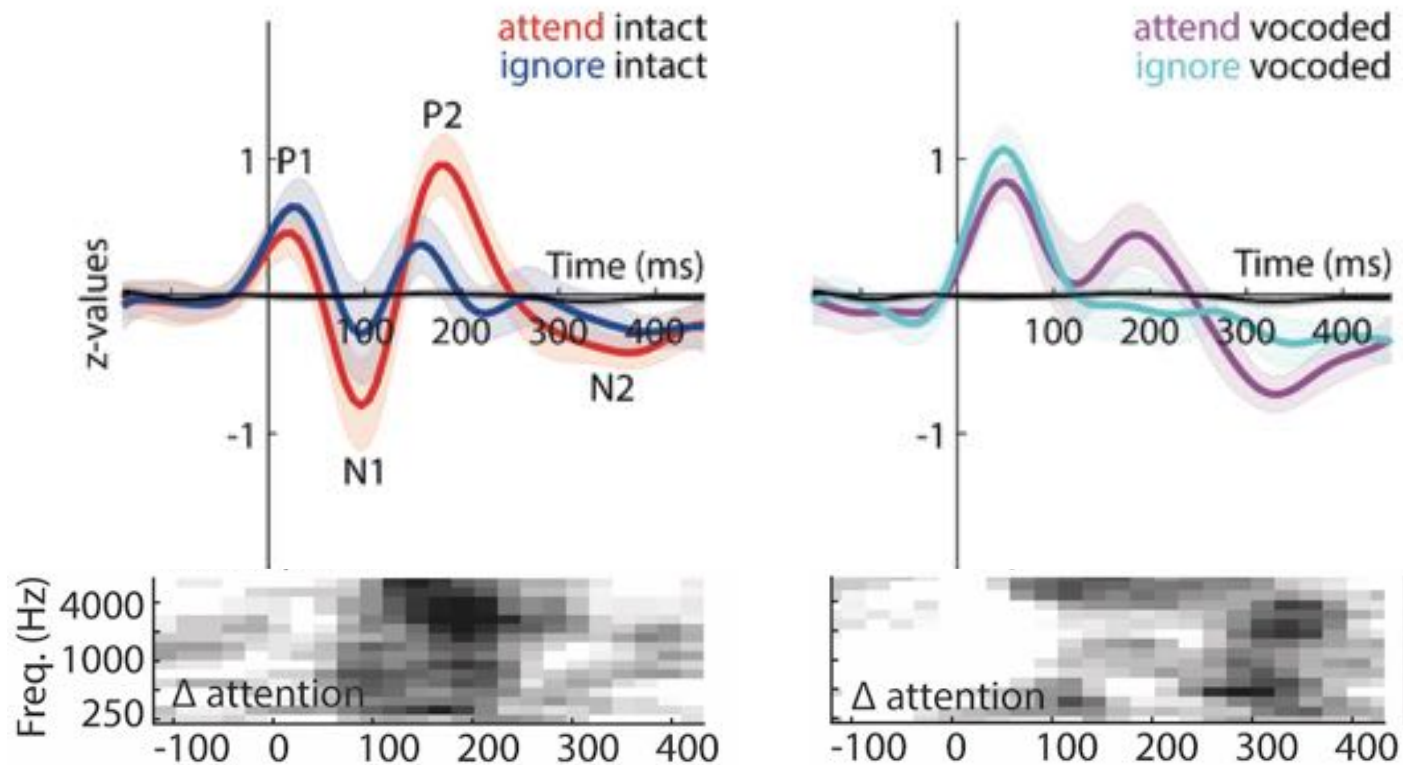 attend intact
ignore intact
P2
1
P1
z-values
Time (ms)
100 200 300 400
N2
-1
N1
attend vocoded
ignore vocoded
1
Time (ms)
100 200 300 400
-1
Freq. (Hz)
4000
1000
250
Δ attention
-100 0 100 200 300 400
Δ attention
-100 0 100 200 300 400